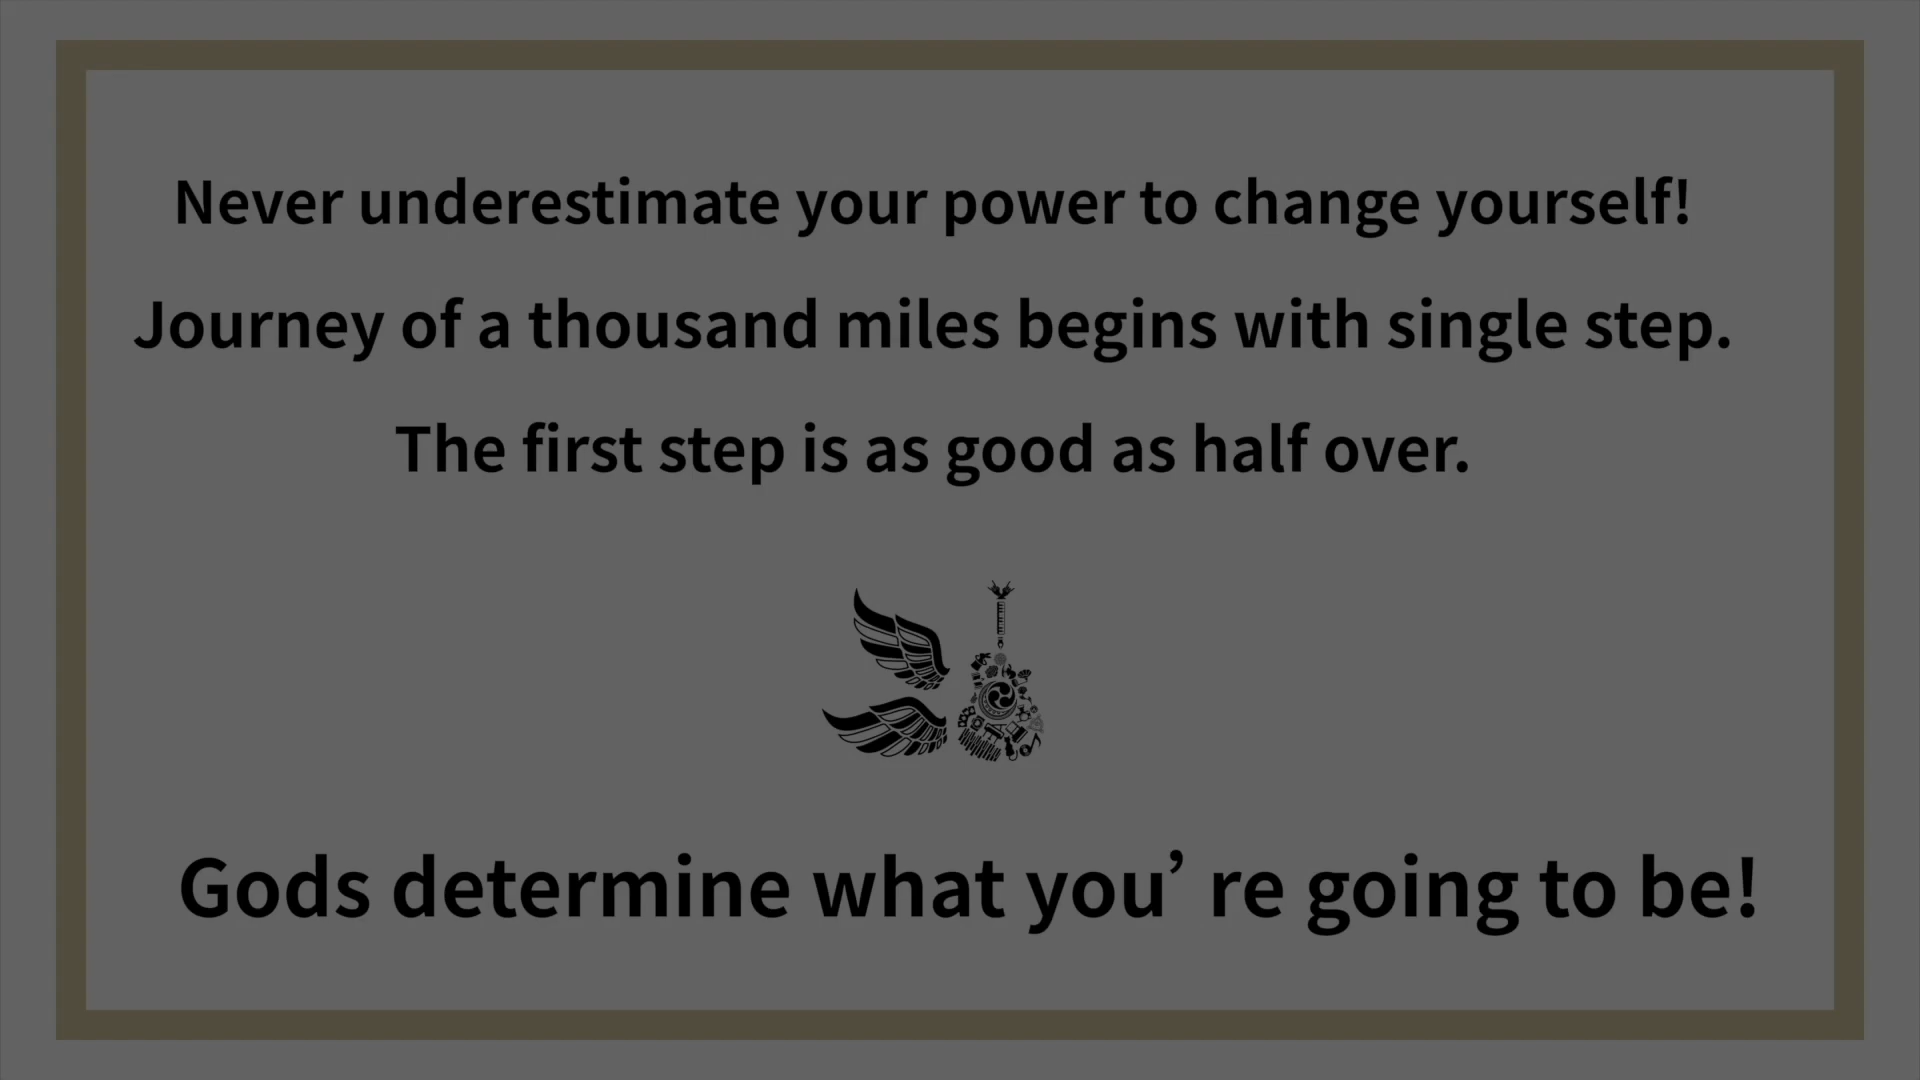 Never underestimate your power to change yourself!
Journey of a thousand miles begins with single step.
The first step is as good as half over.
Gods determine what you’ re going to be!